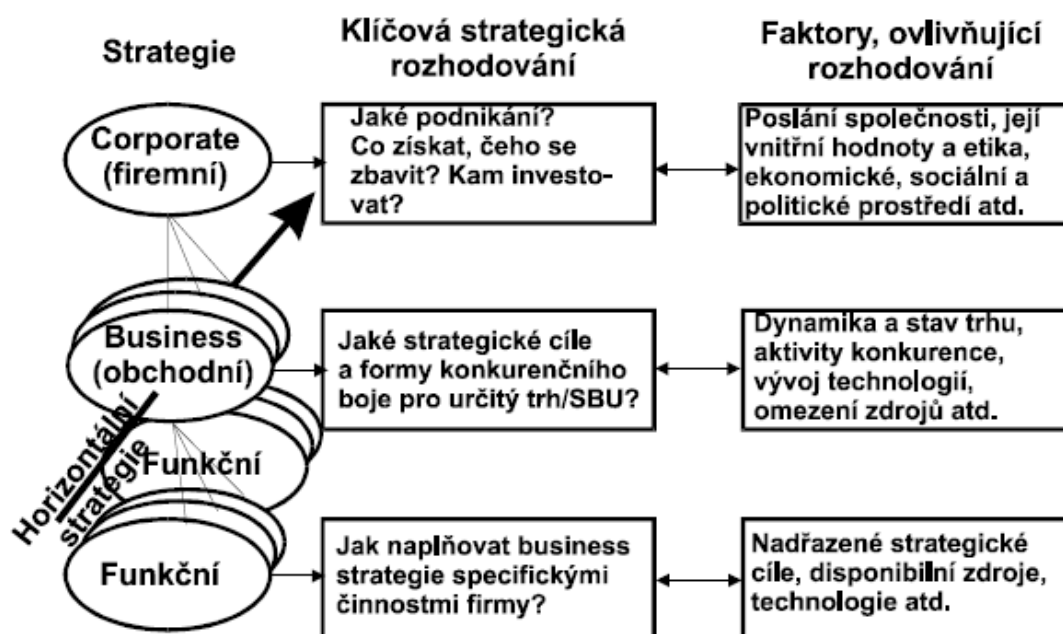 Strategie
Klíčová strategická
rozhodování
Faktory, ovlivňující
rozhodování
Corporate
(firemní)
Jaké podnikání?
Co získat, čeho se
zbavit? Kam investo-
vat?
Poslání společnosti, její
vnitřní hodnoty a etika,
ekonomické, sociální a
politické prostředí atd.
Business
(obchodní)
Jaké strategické cíle
a formy konkurenčního
boje pro určitý trh/SBU?
Dynamika a stav trhu,
aktivity konkurence,
vývoj technologií,
omezení zdrojů atd.
Horizontální
strategie
Funkční
Funkční
Jak naplňovat business
strategie specifickými
činnostmi firmy?
Nadřazené strategické
cíle, disponibilní zdroje,
technologie atd.